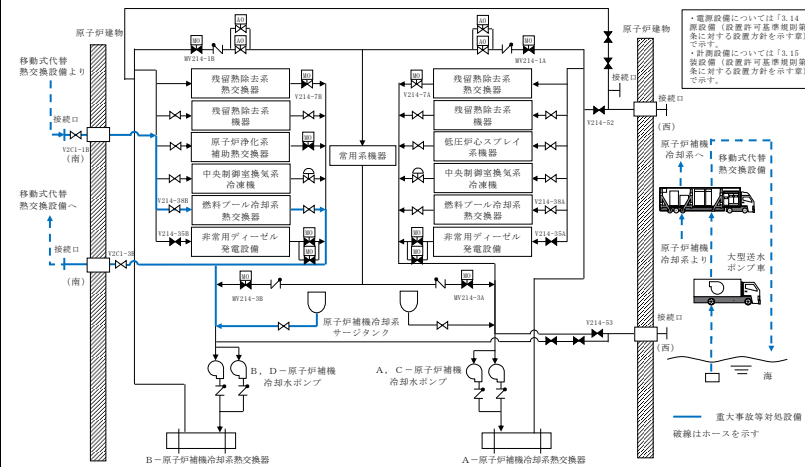 ・電源設備については「3.14
源設備（設置許可基準規則第
条に対する設置方針を示す章）
で示す。
・計測設備については「3.15
装設備（設置許可基準規則第
条に対する設置方針を示す章）
で示す。
原子炉建物
原子炉建物
AO
AO
AO
AO
MO
MO
MV214-1B
MV214-1A
移動式代替
熱交換設備より
接続口
V2C1-1B
(南)
移動式代替
熱交換設備へ
接続口
V2C1-3B
(南)
残留熱除去系
熱交換器
MO
V214-7B
残留熱除去系
機器
原子炉浄化系
補助熱交換器
MO
中央制御室換気系
冷凍機
V214-38B
燃料プール冷却系
熱交換器
V214-35B
非常用ディーゼル
発電設備
MO
MO
常用系機器
MO
V214-7A
残留熱除去系
熱交換器
残留熱除去系
機器
低圧炉心スプレイ
系機器
中央制御室換気系
冷凍機
燃料プール冷却系
熱交換器
V214-38A
非常用ディーゼル
発電設備
V214-35A
MO
MO
接続口
V214-52
接続口
(西)
MO
MV214-3B
MO
MV214-3A
原子炉補機冷却系
サージタンク
V214-53
接続口
(西)
B，D－原子炉補機
冷却水ポンプ
A，C－原子炉補機
冷却水ポンプ
B－原子炉補機冷却系熱交換器
A－原子炉補機冷却系熱交換器
原子炉補機
冷却系へ
移動式代替
熱交換設備
原子炉補機
冷却系より
大型送水
ポンプ車
海
重大事故等対処設備
破線はホースを示す